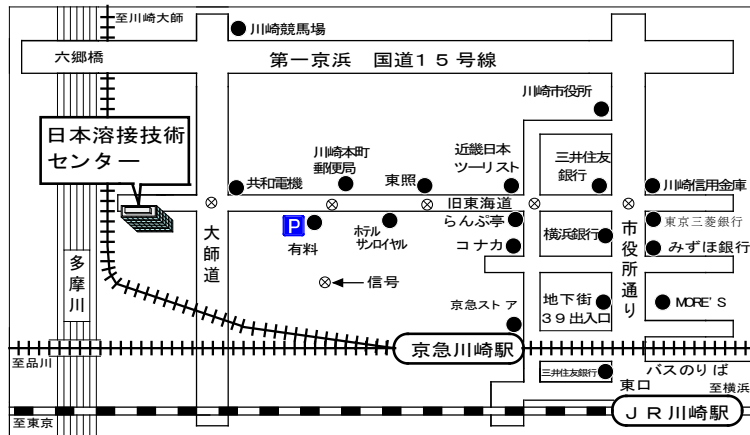 至川崎大師
川崎競馬場
六郷橋
第一京浜 国道15号線
川崎市役所
日本溶接技術
センター
川崎本町
郵便局
東照
近畿日本
ツーリスト
三井住友
銀行
共和電機
川崎信用金庫
旧東海道
P
有料
ホテル
サンロイヤル
らんぷ亭
コナカ
横浜銀行
東京三菱銀行
みずほ銀行
大師道
市役所通り
多摩川
信号
京急ストア
地下街
39出入口
MORE'S
京急川崎駅
至品川
三井住友銀行
バスのりば
東口
至横浜
至東京
JR川崎駅